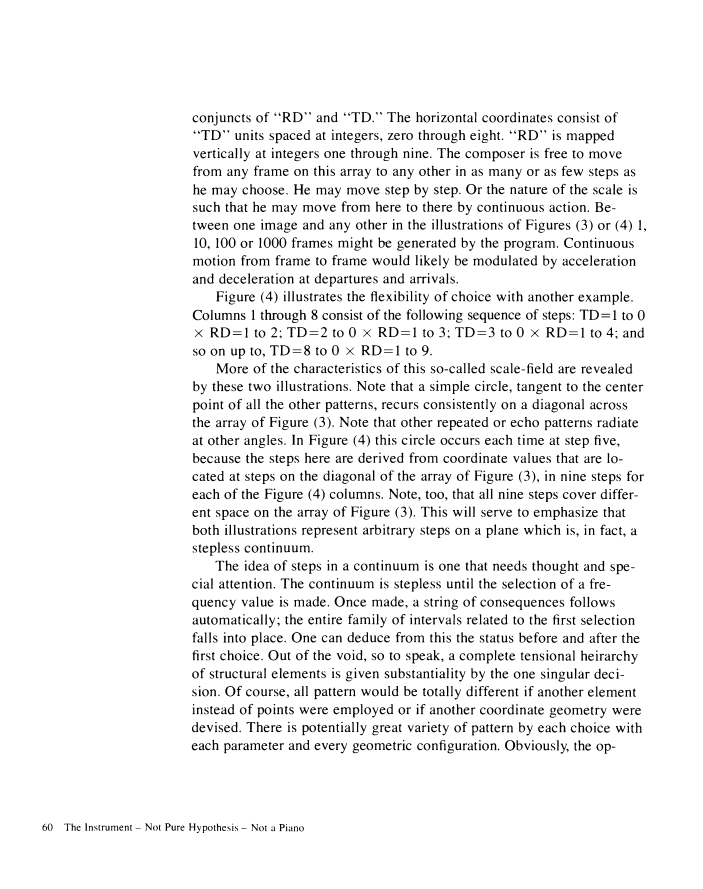 conjuncts of ‘‘RD’’ and ‘‘TD.’’ The horizontal coordinates consist of
‘‘TD’’ units spaced at integers, zero through eight. ‘‘RD’’ is mapped
vertically at integers one through nine. The composer is free to move
from any frame on this array to any other in as many or as few steps as
he may choose. He may move step by step. Or the nature of the scale is
such that he may move from here to there by continuous action. Be-
tween one image and any other in the illustrations of Figures (3) or (4) 1,
10, 100 or 1000 frames might be generated by the program. Continuous
motion from frame to frame would likely be modulated by acceleration
and deceleration at departures and arrivals.
Figure (4) illustrates the flexibility of choice with another example.
Columns 1 through 8 consist of the following sequence of steps: TD=1 to 0
× RD=1 to 2; TD=2 to 0 × RD=1 to 3; TD=3 to 0 × RD=1 to 4; and
so on up to, TD=8 to 0 × RD=1 to 9.
More of the characteristics of this so-called scale-field are revealed
by these two illustrations. Note that a simple circle, tangent to the center
point of all the other patterns, recurs consistently on a diagonal across
the array of Figure (3). Note that other repeated or echo patterns radiate
at other angles. In Figure (4) this circle occurs each time at step five,
because the steps here are derived from coordinate values that are lo-
cated at steps on the diagonal of the array of Figure (3), in nine steps for
each of the Figure (4) columns. Note, too, that all nine steps cover differ-
ent space on the array of Figure (3). This will serve to emphasize that
both illustrations represent arbitrary steps on a plane which is, in fact, a
stepless continuum.
The idea of steps in a continuum is one that needs thought and spe-
cial attention. The continuum is stepless until the selection of a fre-
quency value is made. Once made, a string of consequences follows
automatically; the entire family of intervals related to the first selection
falls into place. One can deduce from this the status before and after the
first choice. Out of the void, so to speak, a complete tensional heirarchy
of structural elements is given substantiality by the one singular deci-
sion. Of course, all pattern would be totally different if another element
instead of points were employed or if another coordinate geometry were
devised. There is potentially great variety of pattern by each choice with
each parameter and every geometric configuration. Obviously, the op-
60 The Instrument – Not Pure Hypothesis – Not a Piano